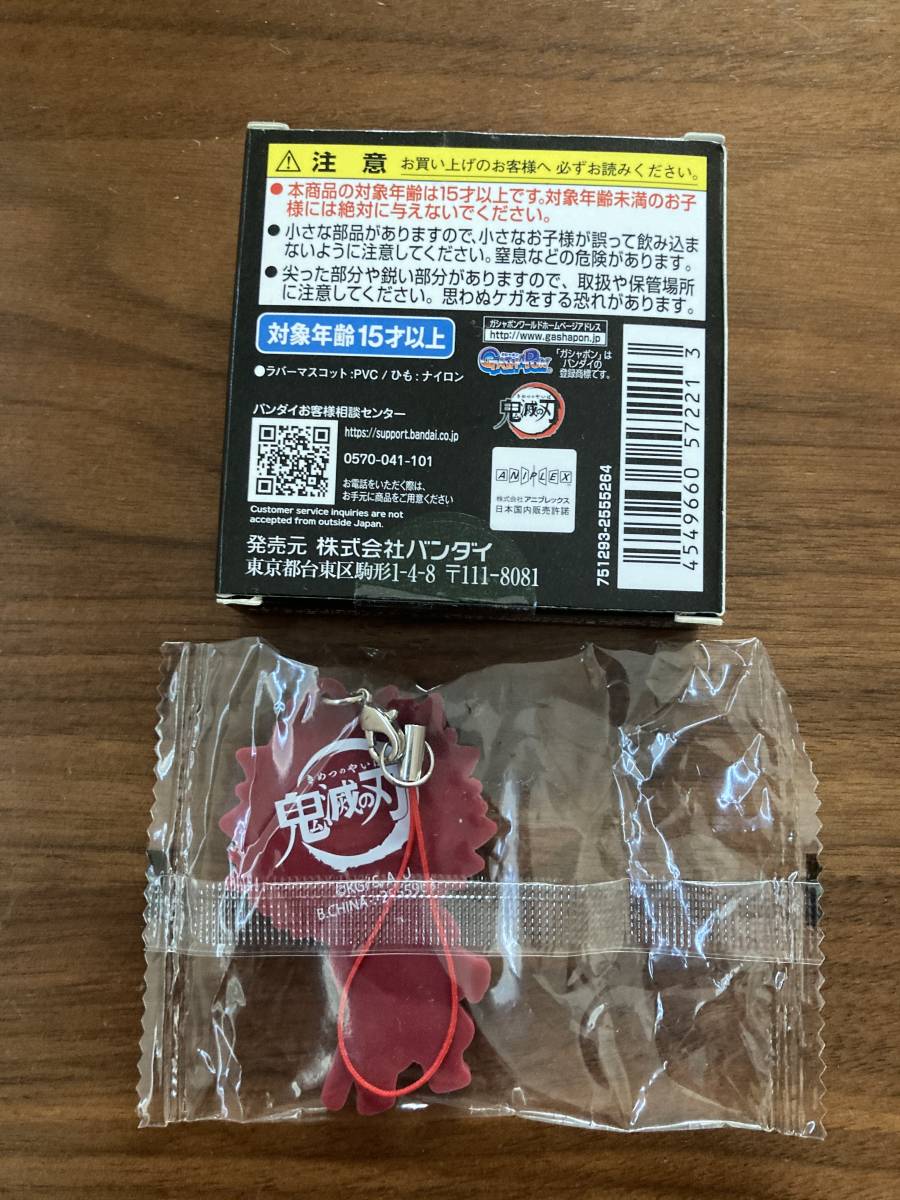 ⚠ 注意 お買い上げのお客様へ 必ずお読みください。
●本商品の対象年齢は15才以上です。対象年齢未満のお子
様には絶対に与えないでください。
●小さな部品がありますので、小さなお子様が誤って飲み込ま
ないように注意してください。窒息などの危険があります。
●尖った部分や鋭い部分がありますので、取扱や保管場所
に注意してください。思わぬケガをする恐れがあります。
対象年齢 15才以上
●ラバーマスコット:PVC / ひも:ナイロン
ガシャポンワールドホームページアドレス
http://www.gashapon.jp/
GASHAPON
「ガシャポン」は
バンダイの
登録商標です。
きめつのやいば
鬼滅の刃
バンダイお客様相談センター
https://support.bandai.co.jp
0570-041-101
お電話をいただく際は、
お手元に商品をご用意ください
Customer service inquiries are not
accepted from outside Japan.
ANIPLEX
株式会社 アニプレックス
日本国内販売許諾
発売元 株式会社バンダイ
東京都台東区駒形1-4-8 〒111-8081
751293-2555264
4549660 572213
きめつのやい
鬼滅の刃
B.CHINA